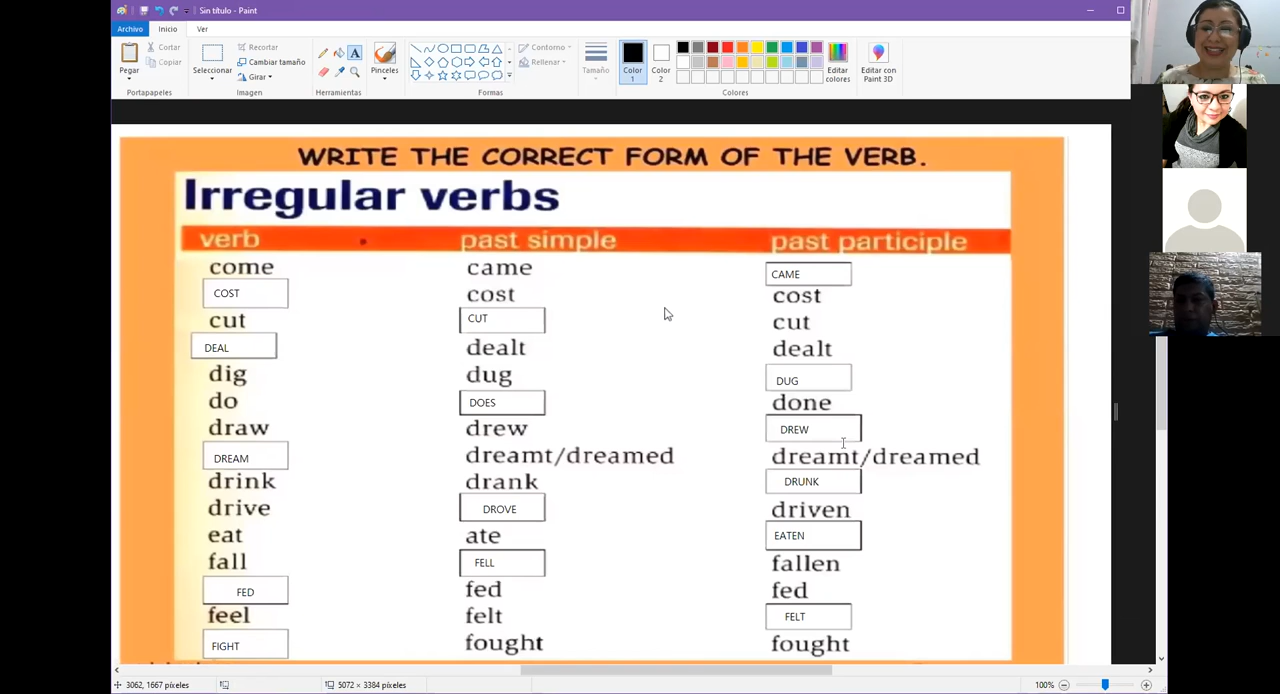 Sin título - Paint
Archivo Inicio Ver
Pegar
Cortar
Copiar
Portapapeles
Seleccionar
Recortar
Cambiar tamaño
Girar
Imagen
A
Herramientas
Pinceles
Contorno
Rellenar
Formas
Tamaño
Color 1
Color 2
Editar colores
Colores
Editar con Paint 3D
WRITE THE CORRECT FORM OF THE VERB.
Irregular verbs
verb past simple past participle
come came CAME
COST cost cost
cut CUT cut
DEAL dealt dealt
dig dug DUG
do DOES done
draw drew DREW
DREAM dreamt/dreamed dreamt/dreamed
drink drank DRUNK
drive DROVE driven
eat ate EATEN
fall FELL fallen
FED fed fed
feel felt FELT
FIGHT fought fought
3062, 1667 píxeles 5072 × 3384 píxeles 100%